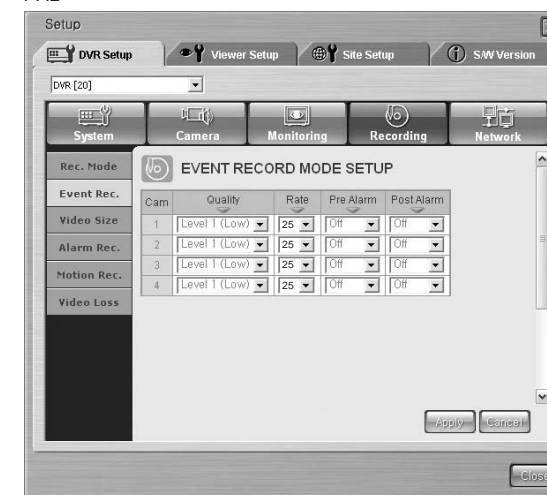 Setup
DVR Setup Viewer Setup Site Setup S/W Version
DVR [20]
System Camera Monitoring Recording Network
Rec. Mode
Event Rec.
Video Size
Alarm Rec.
Motion Rec.
Video Loss
EVENT RECORD MODE SETUP
Cam Quality Rate Pre Alarm Post Alarm
1 Level 1 (Low) 25 Off Off
2 Level 1 (Low) 25 Off Off
3 Level 1 (Low) 25 Off Off
4 Level 1 (Low) 25 Off Off
Apply Cancel
Close